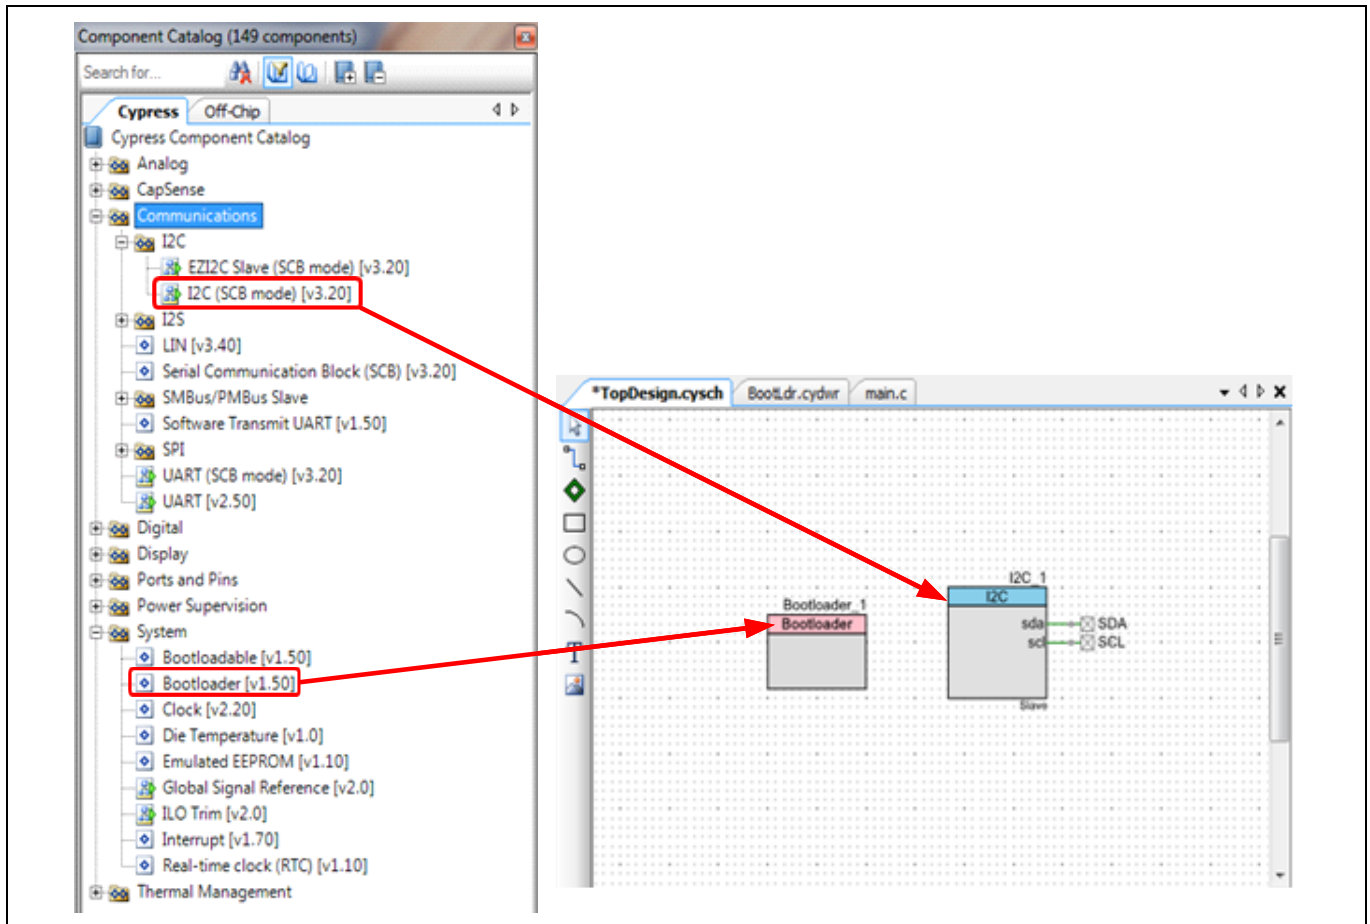 Component Catalog (149 components)
Search for...
Cypress Off-Chip
Cypress Component Catalog
Analog
CapSense
Communications
I2C
EZI2C Slave (SCB mode) [v3.20]
I2C (SCB mode) [v3.20]
I2S
LIN [v3.40]
Serial Communication Block (SCB) [v3.20]
SMBus/PMBus Slave
Software Transmit UART [v1.50]
SPI
UART (SCB mode) [v3.20]
UART [v2.50]
Digital
Display
Ports and Pins
Power Supervision
System
Bootloadable [v1.50]
Bootloader [v1.50]
Clock [v2.20]
Die Temperature [v1.0]
Emulated EEPROM [v1.10]
Global Signal Reference [v2.0]
ILO Trim [v2.0]
Interrupt [v1.70]
Real-time clock (RTC) [v1.10]
Thermal Management
*TopDesign.cysch BootLdr.cydwr main.c
T
Bootloader_1
Bootloader
I2C_1
I2C
sda SDA
scl SCL
Slave